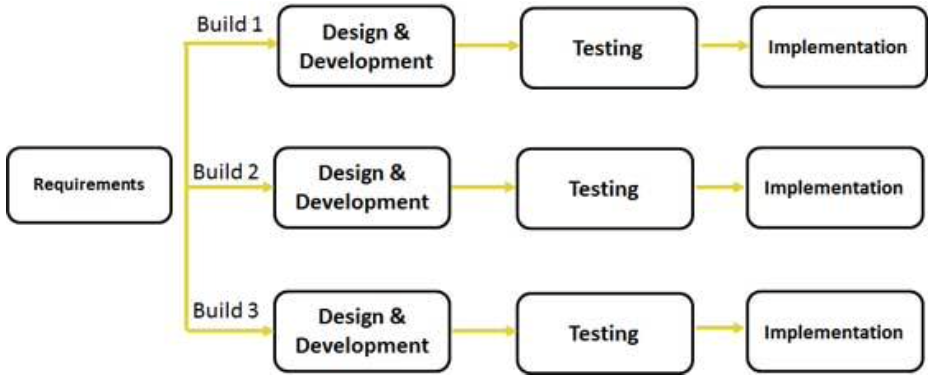 Build 1
Design &
Development
Testing
Implementation
Requirements
Build 2
Design &
Development
Testing
Implementation
Build 3
Design &
Development
Testing
Implementation